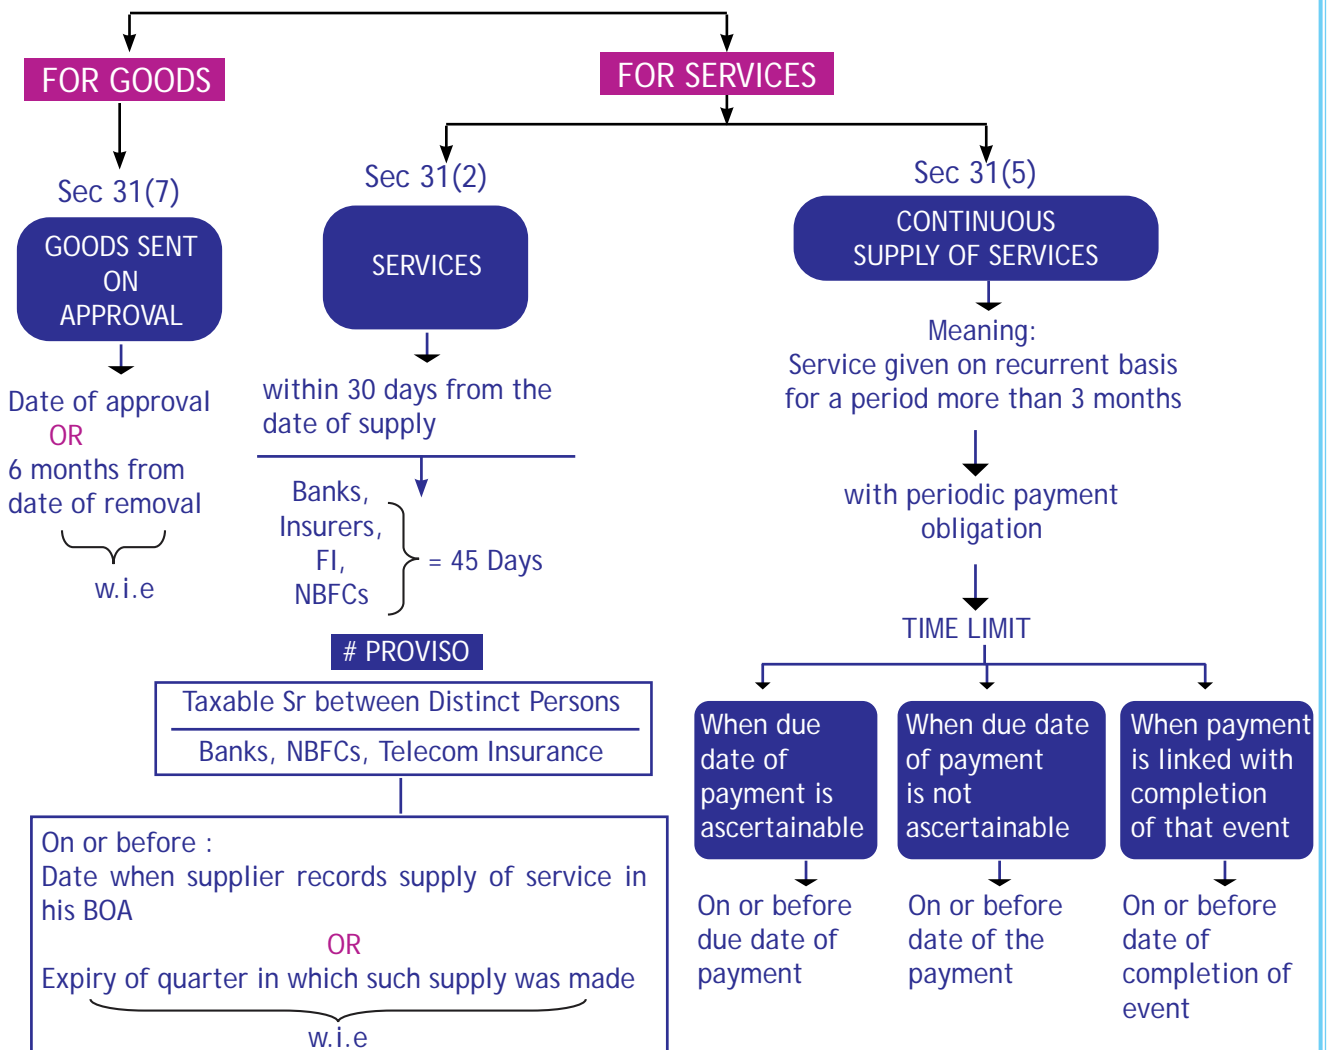 FOR GOODS
FOR SERVICES
Sec 31(7)
GOODS SENT
ON
APPROVAL
Date of approval
OR
6 months from
date of removal
w.i.e
Sec 31(2)
SERVICES
within 30 days from the
date of supply
Banks,
Insurers,
FI,
NBFCs
= 45 Days
# PROVISO
Taxable Sr between Distinct Persons
Banks, NBFCs, Telecom Insurance
On or before :
Date when supplier records supply of service in
his BOA
OR
Expiry of quarter in which such supply was made
w.i.e
Sec 31(5)
CONTINUOUS
SUPPLY OF SERVICES
Meaning:
Service given on recurrent basis
for a period more than 3 months
with periodic payment
obligation
TIME LIMIT
When due
date of
payment is
ascertainable
On or before
due date of
payment
When due date
of payment
is not
ascertainable
On or before
date of the
payment
When payment
is linked with
completion
of that event
On or before
date of
completion of
event